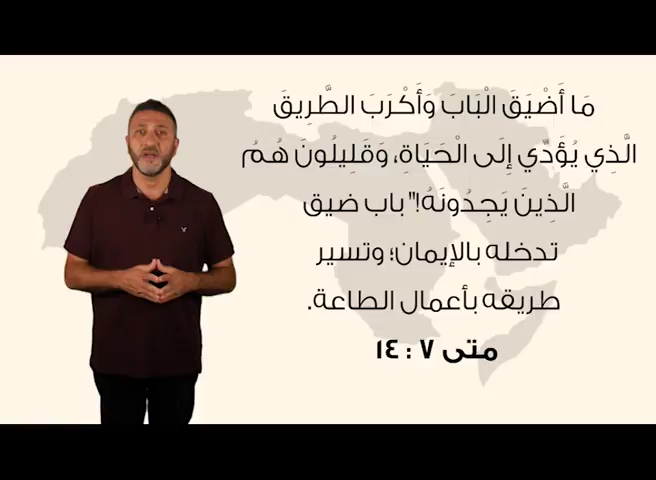 مَا أَضْيَقَ الْبَابَ وَأَكْرَبَ الطَّرِيقَ
الَّذِي يُؤَدِّي إِلَى الْحَيَاةِ، وَقَلِيلُونَ هُمُ
الَّذِينَ يَجِدُونَهُ!" باب ضيق
تدخله بالإيمان؛ وتسير
طريقه بأعمال الطاعة.
متى ٧ : ١٤